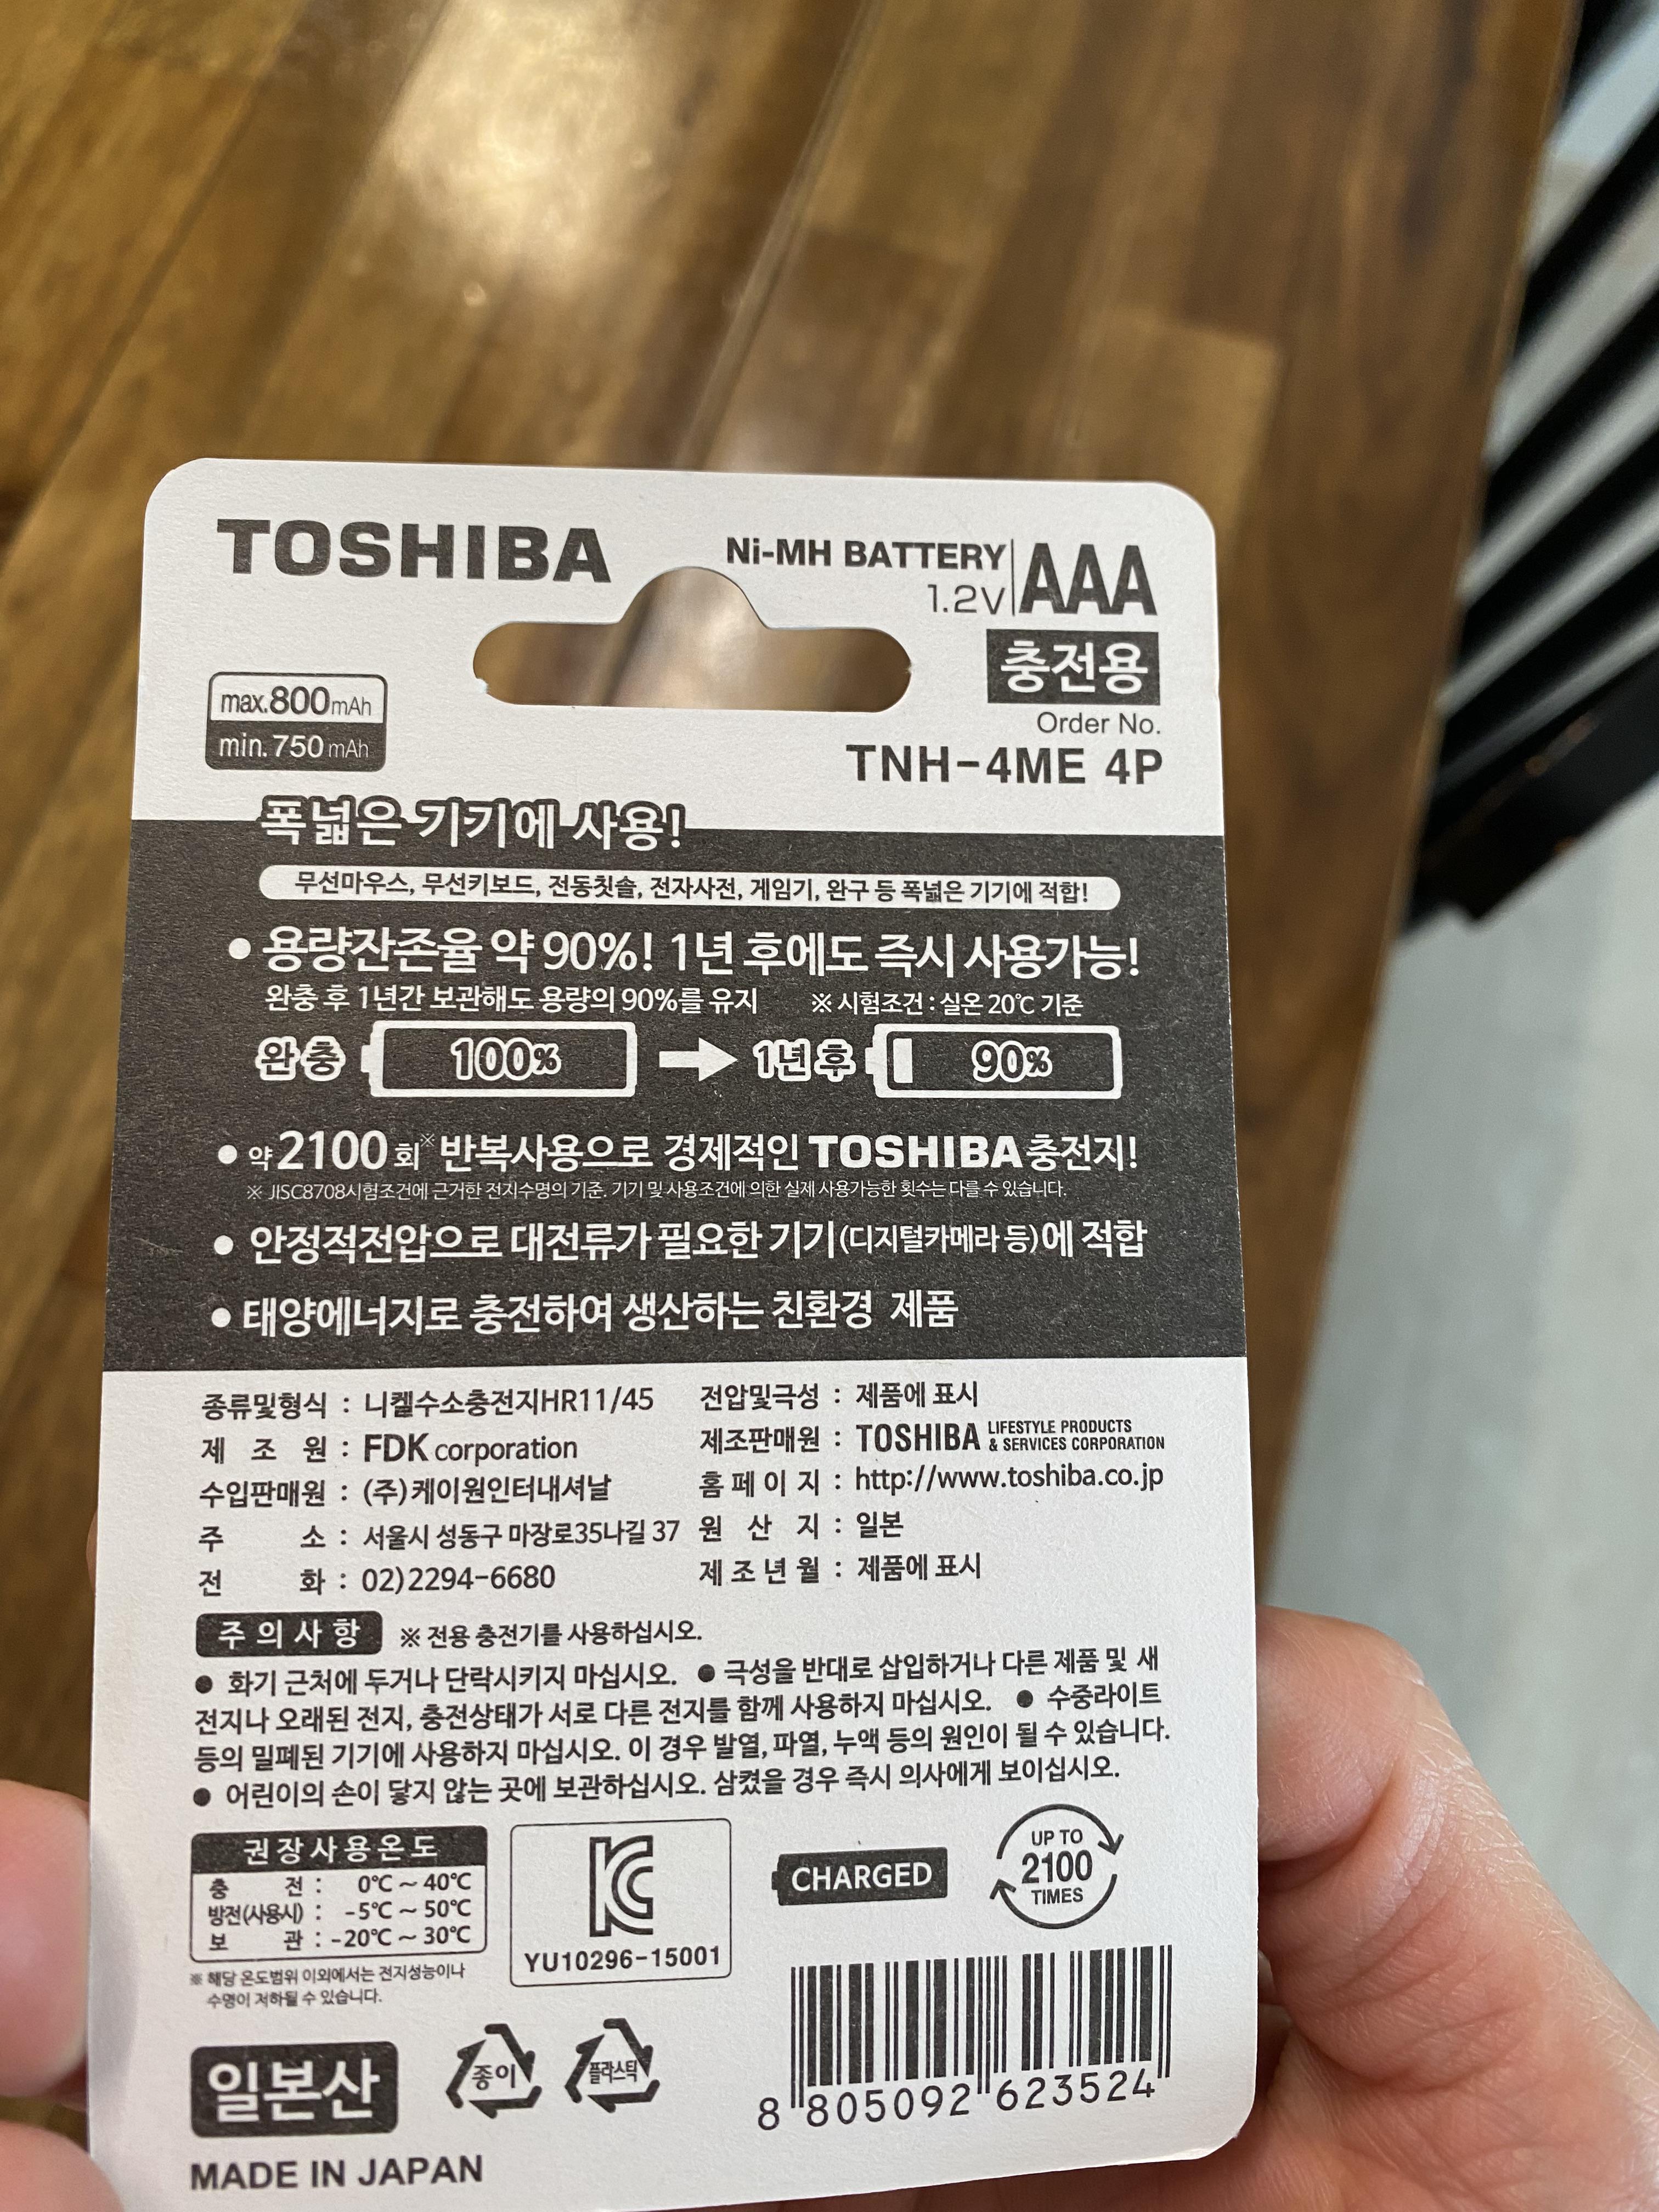 TOSHIBA
Ni-MH BATTERY
1.2V
AAA
충전용
Order No.
TNH-4ME 4P
max.800mAh
min.750mAh
폭넓은 기기에 사용!
무선마우스, 무선키보드, 전동칫솔, 전자사전, 게임기, 완구 등 폭넓은 기기에 적합!
● 용량잔존율 약 90%! 1년 후에도 즉시 사용가능!
완충 후 1년간 보관해도 용량의 90%를 유지 ※ 시험조건 : 실온 20℃ 기준
완충 100% → 1년후 90%
● 약 2100 회※ 반복사용으로 경제적인 TOSHIBA충전지!
※ JISC8708시험조건에 근거한 전지수명의 기준. 기기 및 사용조건에 의한 실제 사용가능한 횟수는 다를 수 있습니다.
● 안정적전압으로 대전류가 필요한 기기(디지털카메라 등)에 적합
● 태양에너지로 충전하여 생산하는 친환경 제품
종류및형식 : 니켈수소충전지HR11/45
제 조 원 : FDK corporation
수입판매원 : (주)케이원인터내셔날
주 소 : 서울시 성동구 마장로35나길 37
전 화 : 02)2294-6680
전압및극성 : 제품에 표시
제조판매원 : TOSHIBA LIFESTYLE PRODUCTS
& SERVICES CORPORATION
홈 페 이 지 : http://www.toshiba.co.jp
원 산 지 : 일본
제 조 년 월 : 제품에 표시
주 의 사 항 ※ 전용 충전기를 사용하십시오.
● 화기 근처에 두거나 단락시키지 마십시오. ● 극성을 반대로 삽입하거나 다른 제품 및 새
전지나 오래된 전지, 충전상태가 서로 다른 전지를 함께 사용하지 마십시오. ● 수중라이트
등의 밀폐된 기기에 사용하지 마십시오. 이 경우 발열, 파열, 누액 등의 원인이 될 수 있습니다.
● 어린이의 손이 닿지 않는 곳에 보관하십시오. 삼켰을 경우 즉시 의사에게 보이십시오.
권장사용온도
충 전 : 0℃ ~ 40℃
방전(사용시) : -5℃ ~ 50℃
보 관 : -20℃ ~ 30℃
※ 해당 온도범위 이외에서는 전지성능이나
수명이 저하될 수 있습니다.
YU10296-15001
CHARGED
UP TO
2100
TIMES
일본산
종이
플라스틱
MADE IN JAPAN
8 805092 623524